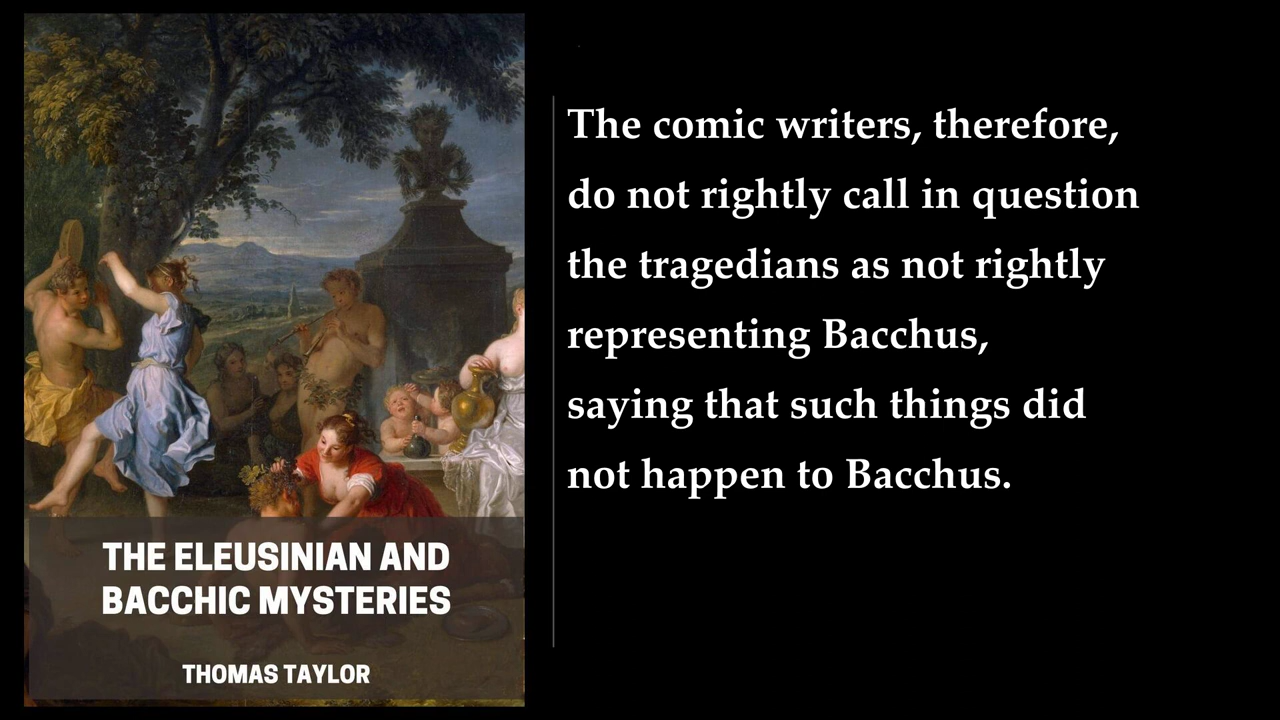 The comic writers, therefore,
do not rightly call in question
the tragedians as not rightly
representing Bacchus,
saying that such things did
not happen to Bacchus.
THE ELEUSINIAN AND
BACCHIC MYSTERIES
THOMAS TAYLOR